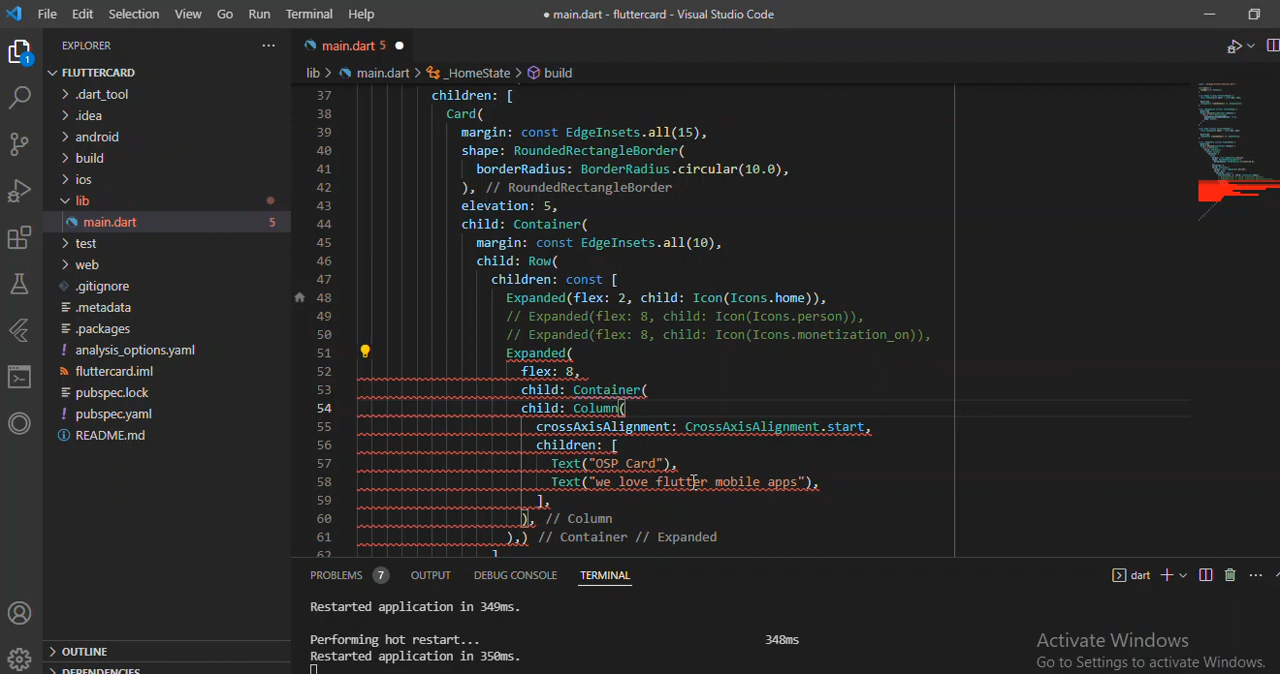 File Edit Selection View Go Run Terminal Help
● main.dart - fluttercard - Visual Studio Code
1
EXPLORER ···
FLUTTERCARD
.dart_tool
.idea
android
build
ios
lib
main.dart 5
test
web
.gitignore
.metadata
.packages
analysis_options.yaml
fluttercard.iml
pubspec.lock
pubspec.yaml
README.md
OUTLINE
DEPENDENCIES
main.dart 5 ●
lib > main.dart > _HomeState > build
37 children: [
38 Card(
39 margin: const EdgeInsets.all(15),
40 shape: RoundedRectangleBorder(
41 borderRadius: BorderRadius.circular(10.0),
42 ), // RoundedRectangleBorder
43 elevation: 5,
44 child: Container(
45 margin: const EdgeInsets.all(10),
46 child: Row(
47 children: const [
48 Expanded(flex: 2, child: Icon(Icons.home)),
49 // Expanded(flex: 8, child: Icon(Icons.person)),
50 // Expanded(flex: 8, child: Icon(Icons.monetization_on)),
51 Expanded(
52 flex: 8,
53 child: Container(
54 child: Column(
55 crossAxisAlignment: CrossAxisAlignment.start,
56 children: [
57 Text("OSP Card"),
58 Text("we love flutter mobile apps"),
59 ],
60 ), // Column
61 ),) // Container // Expanded
62 ]
PROBLEMS 7 OUTPUT DEBUG CONSOLE TERMINAL
dart
Restarted application in 349ms.
Performing hot restart... 348ms
Restarted application in 350ms.
Activate Windows
Go to Settings to activate Windows.